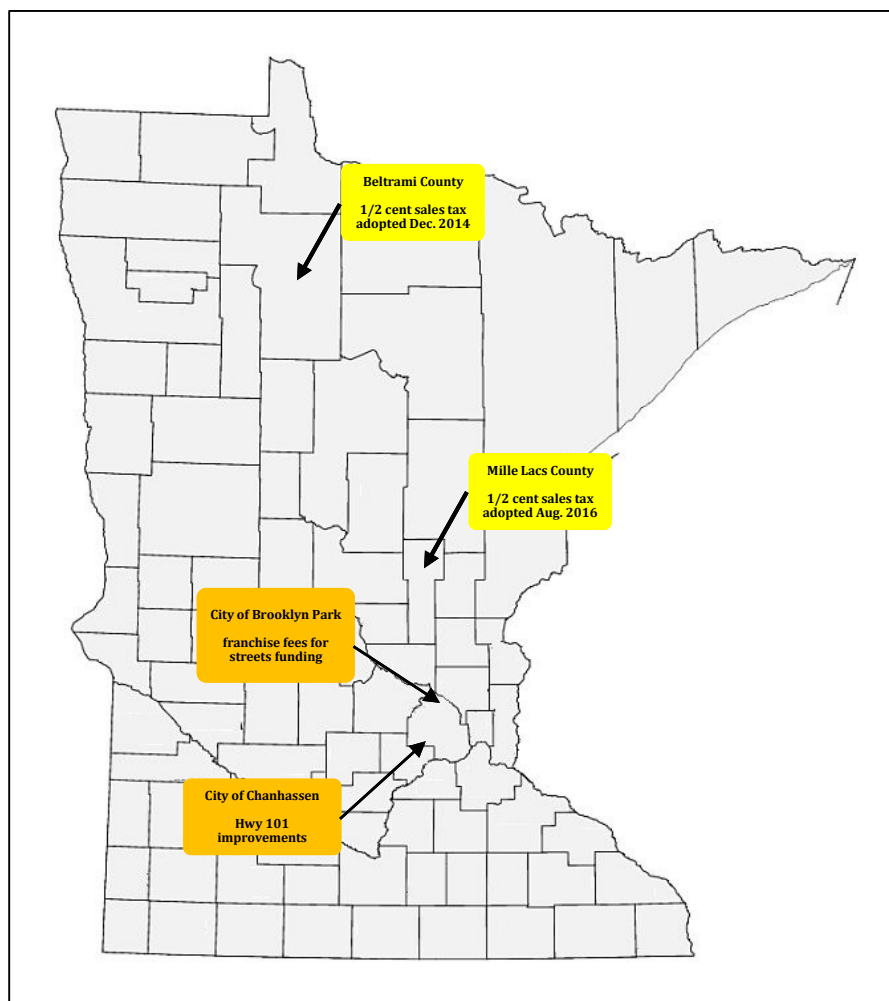 Beltrami County
1/2 cent sales tax
adopted Dec. 2014
Mille Lacs County
1/2 cent sales tax
adopted Aug. 2016
City of Brooklyn Park
franchise fees for
streets funding
City of Chanhassen
Hwy 101
improvements